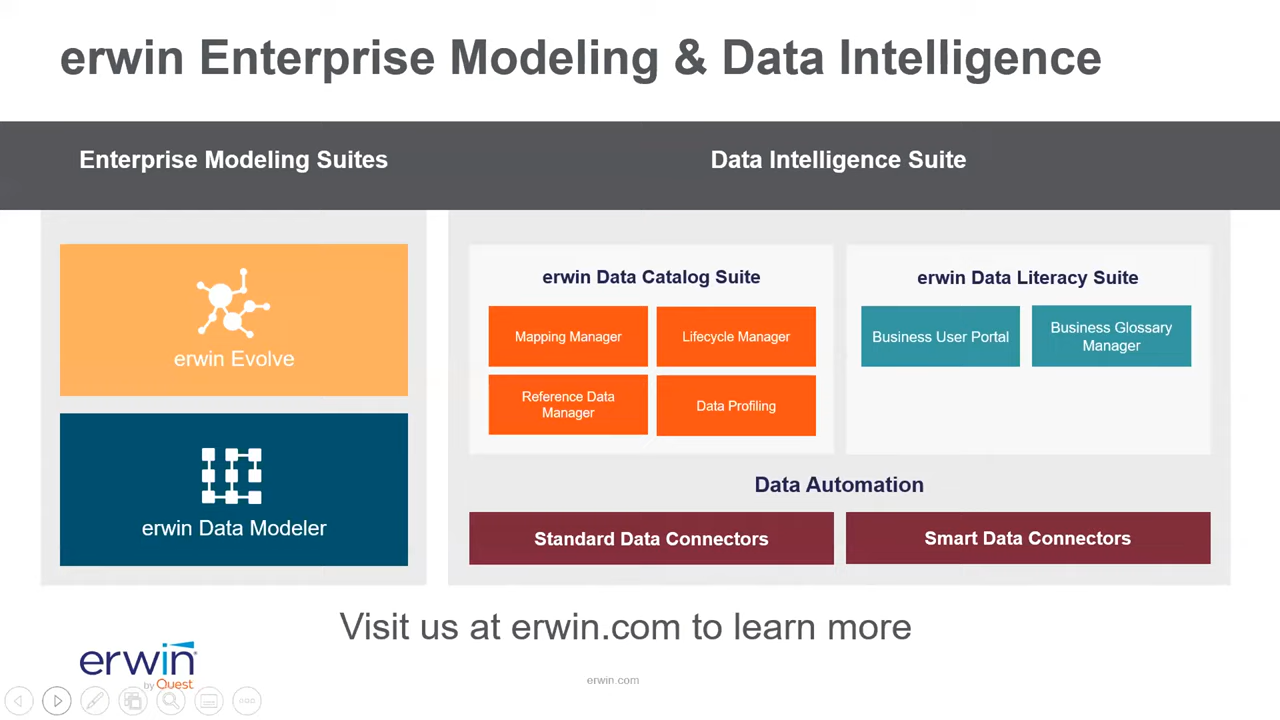 erwin Enterprise Modeling & Data Intelligence
Enterprise Modeling Suites
Data Intelligence Suite
erwin Evolve
erwin Data Modeler
erwin Data Catalog Suite
Mapping Manager
Lifecycle Manager
Reference Data
Manager
Data Profiling
erwin Data Literacy Suite
Business User Portal
Business Glossary
Manager
Data Automation
Standard Data Connectors
Smart Data Connectors
Visit us at erwin.com to learn more
erwin
by Quest
erwin.com